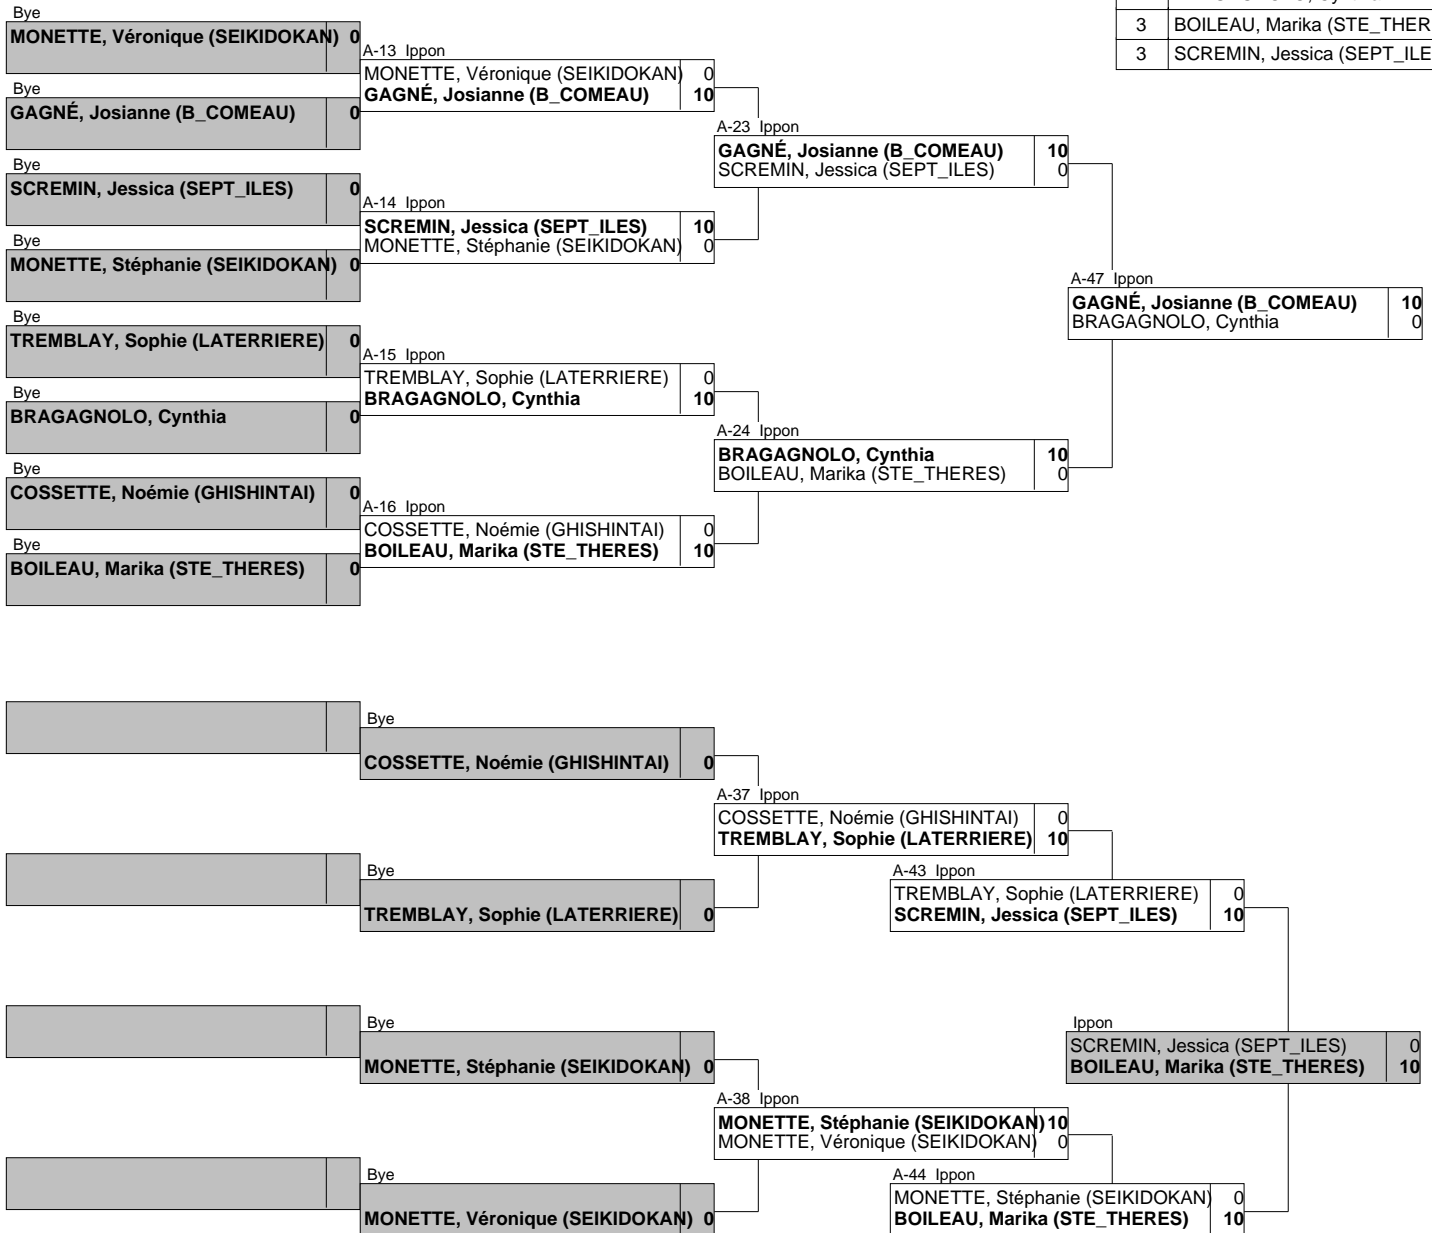 3 BOILEAU, Marika (STE_THER
3 SCREMIN, Jessica (SEPT_ILE
Bye
MONETTE, Véronique (SEIKIDOKAN) 0
Bye
GAGNÉ, Josianne (B_COMEAU) 0
Bye
SCREMIN, Jessica (SEPT_ILES) 0
Bye
MONETTE, Stéphanie (SEIKIDOKAN) 0
Bye
TREMBLAY, Sophie (LATERRIERE) 0
Bye
BRAGAGNOLO, Cynthia 0
Bye
COSSETTE, Noémie (GHISHINTAI) 0
Bye
BOILEAU, Marika (STE_THERES) 0
A-13 Ippon
MONETTE, Véronique (SEIKIDOKAN) 0
GAGNÉ, Josianne (B_COMEAU) 10
A-14 Ippon
SCREMIN, Jessica (SEPT_ILES) 10
MONETTE, Stéphanie (SEIKIDOKAN) 0
A-15 Ippon
TREMBLAY, Sophie (LATERRIERE) 0
BRAGAGNOLO, Cynthia 10
A-16 Ippon
COSSETTE, Noémie (GHISHINTAI) 0
BOILEAU, Marika (STE_THERES) 10
A-23 Ippon
GAGNÉ, Josianne (B_COMEAU) 10
SCREMIN, Jessica (SEPT_ILES) 0
A-24 Ippon
BRAGAGNOLO, Cynthia 10
BOILEAU, Marika (STE_THERES) 0
A-47 Ippon
GAGNÉ, Josianne (B_COMEAU) 10
BRAGAGNOLO, Cynthia 0
Bye
COSSETTE, Noémie (GHISHINTAI) 0
Bye
TREMBLAY, Sophie (LATERRIERE) 0
Bye
MONETTE, Stéphanie (SEIKIDOKAN) 0
Bye
MONETTE, Véronique (SEIKIDOKAN) 0
A-37 Ippon
COSSETTE, Noémie (GHISHINTAI) 0
TREMBLAY, Sophie (LATERRIERE) 10
A-38 Ippon
MONETTE, Stéphanie (SEIKIDOKAN) 10
MONETTE, Véronique (SEIKIDOKAN) 0
A-43 Ippon
TREMBLAY, Sophie (LATERRIERE) 0
SCREMIN, Jessica (SEPT_ILES) 10
A-44 Ippon
MONETTE, Stéphanie (SEIKIDOKAN) 0
BOILEAU, Marika (STE_THERES) 10
Ippon
SCREMIN, Jessica (SEPT_ILES) 0
BOILEAU, Marika (STE_THERES) 10